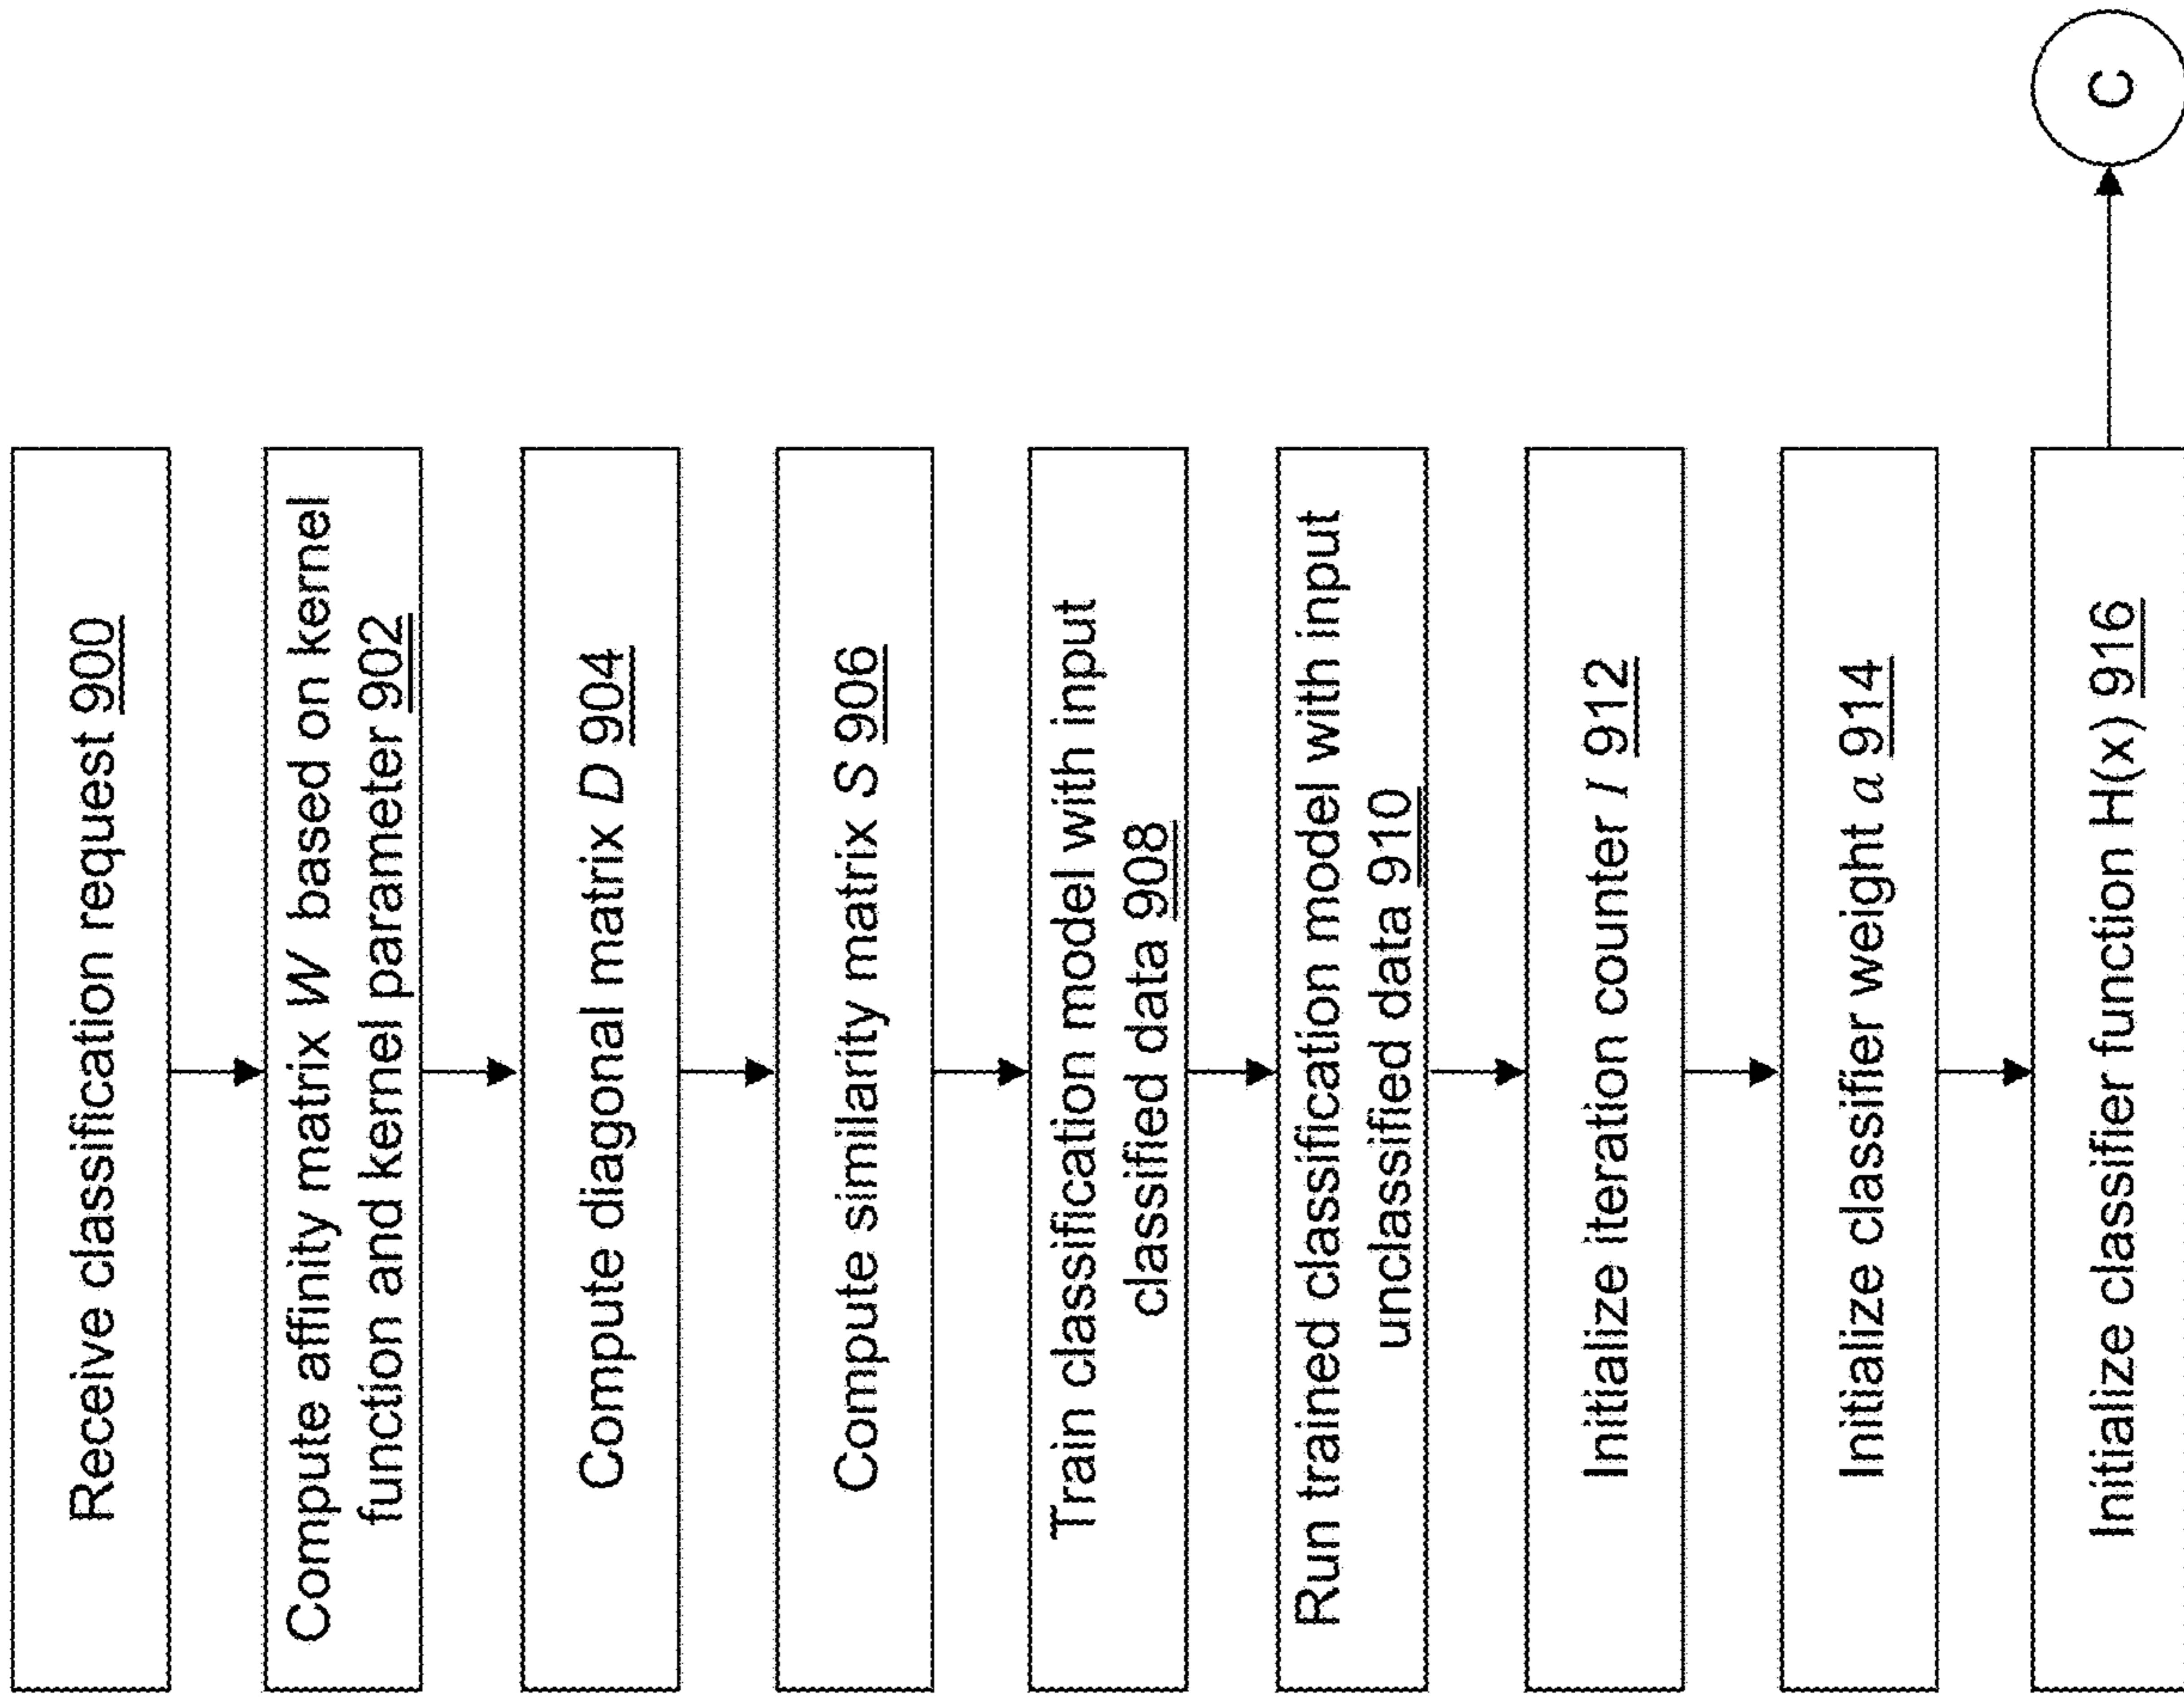 Receive classification request 900
Compute affinity matrix W based on kernel
function and kernel parameter 902
Compute diagonal matrix D 904
Compute similarity matrix S 906
Train classification model with input
classified data 908
Run trained classification model with input
unclassified data 910
Initialize iteration counter I 912
Initialize classifier weight α 914
Initialize classifier function H(x) 916
C